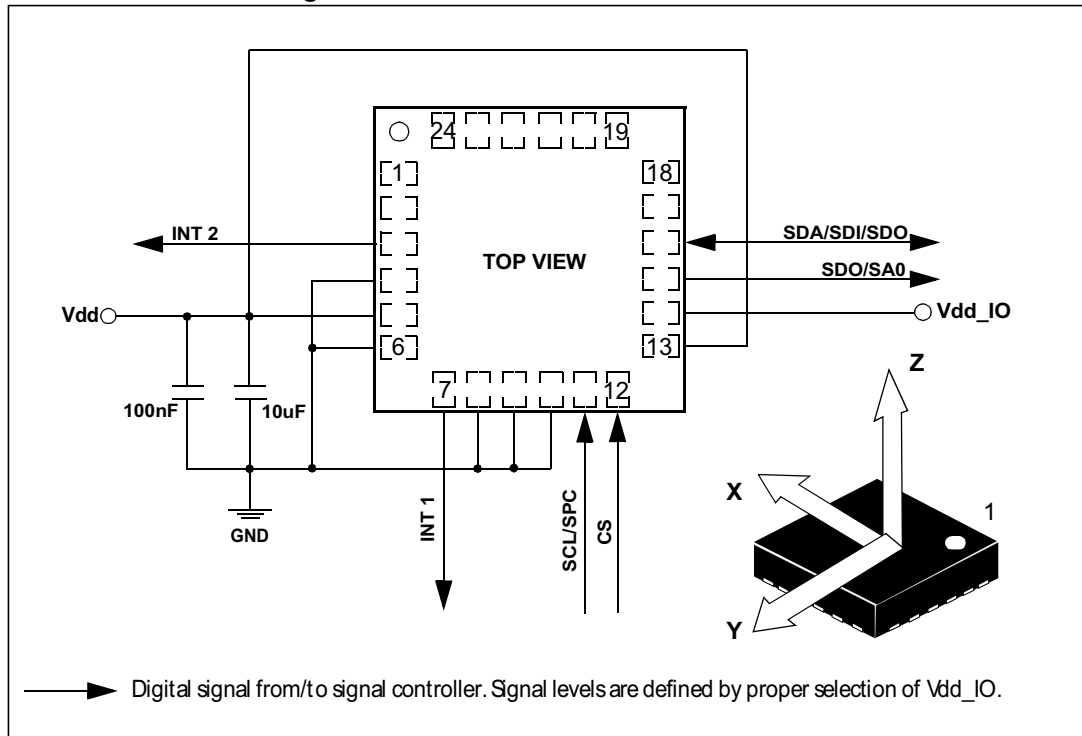 24
19
1
18
INT 2
SDA/SDI/SDO
TOP VIEW
SDO/SA0
Vdd
Vdd_IO
6
13
Z
7
12
100nF
10uF
X
1
GND
INT 1
SCL/SPC
CS
Y
Digital signal from/to signal controller. Signal levels are defined by proper selection of Vdd_IO.